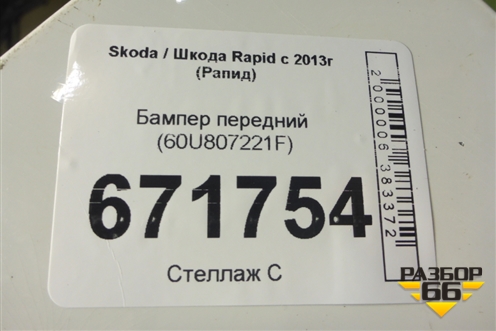 Skoda / Шкода Rapid с 2013г
(Рапид)
Бампер передний
(60U807221F)
671754
Стеллаж С
2000006383372
РАЗБОР
66